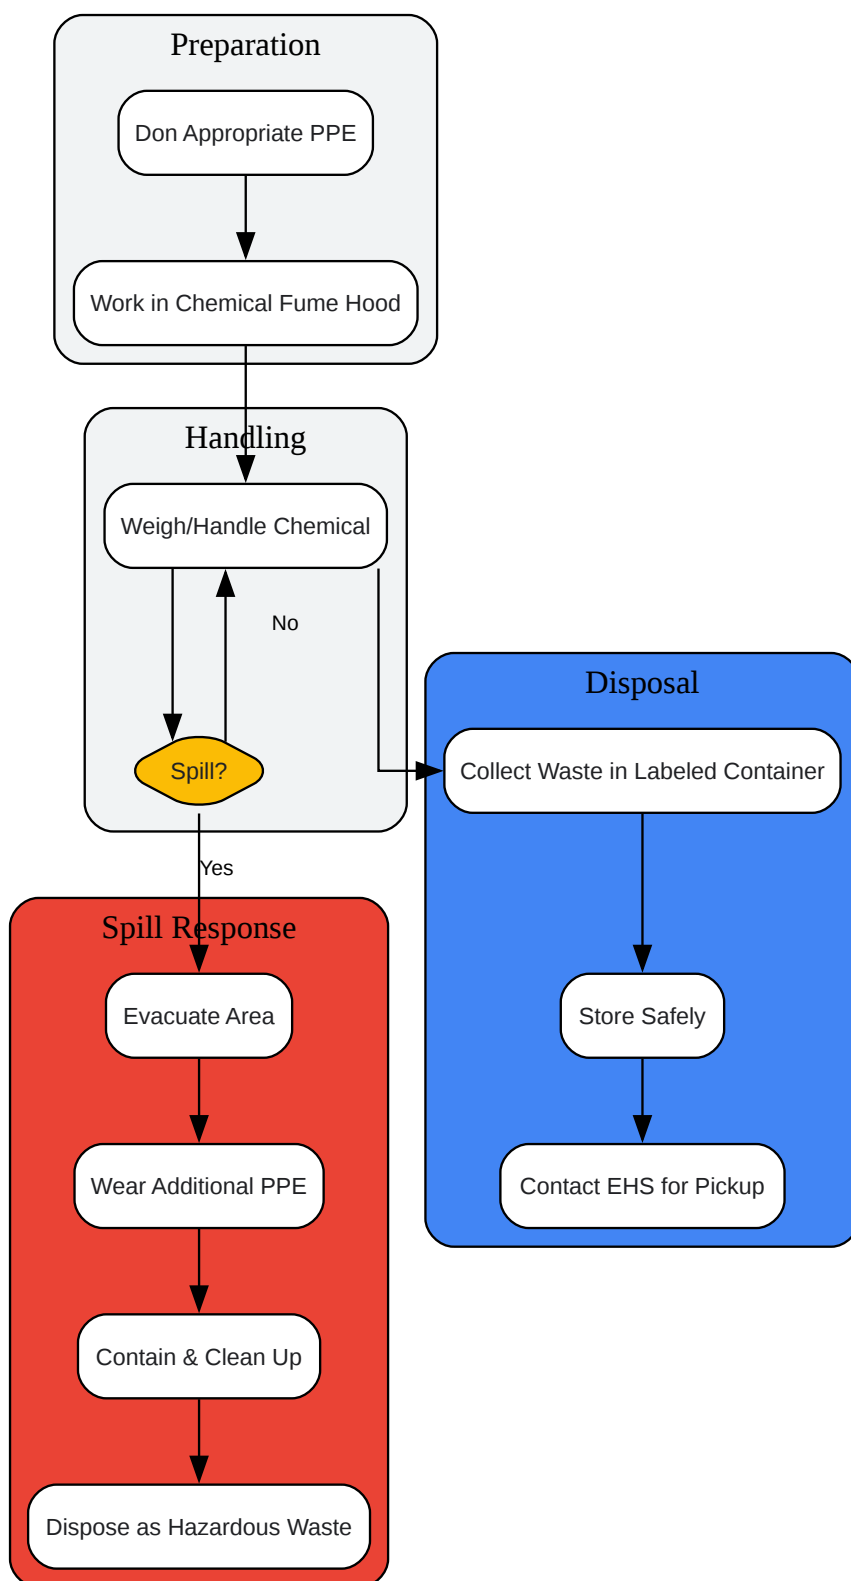 Preparation
Don Appropriate PPE
Work in Chemical Fume Hood
Handling
Weigh/Handle Chemical
No
Spill?
Yes
Disposal
Collect Waste in Labeled Container
Store Safely
Contact EHS for Pickup
Spill Response
Evacuate Area
Wear Additional PPE
Contain & Clean Up
Dispose as Hazardous Waste